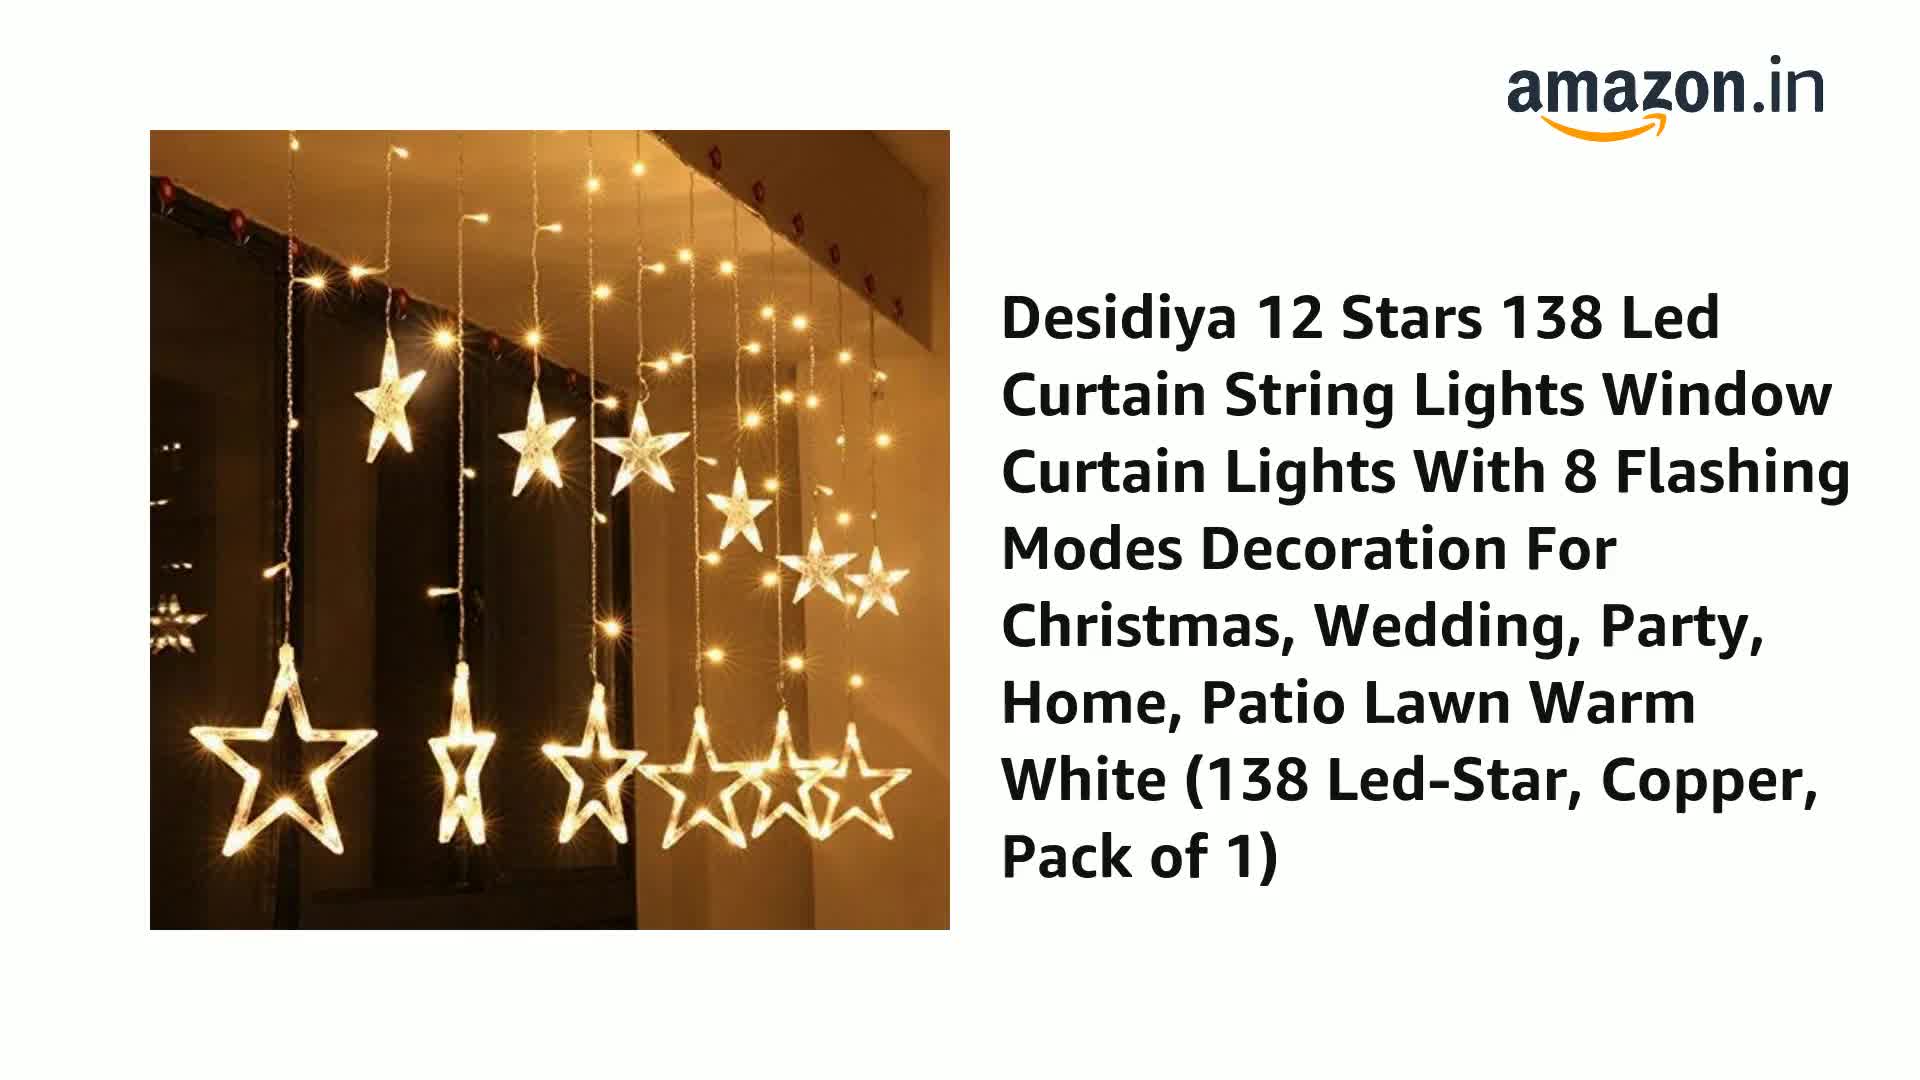 amazon.in
Desidiya 12 Stars 138 Led
Curtain String Lights Window
Curtain Lights With 8 Flashing
Modes Decoration For
Christmas, Wedding, Party,
Home, Patio Lawn Warm
White (138 Led-Star, Copper,
Pack of 1)